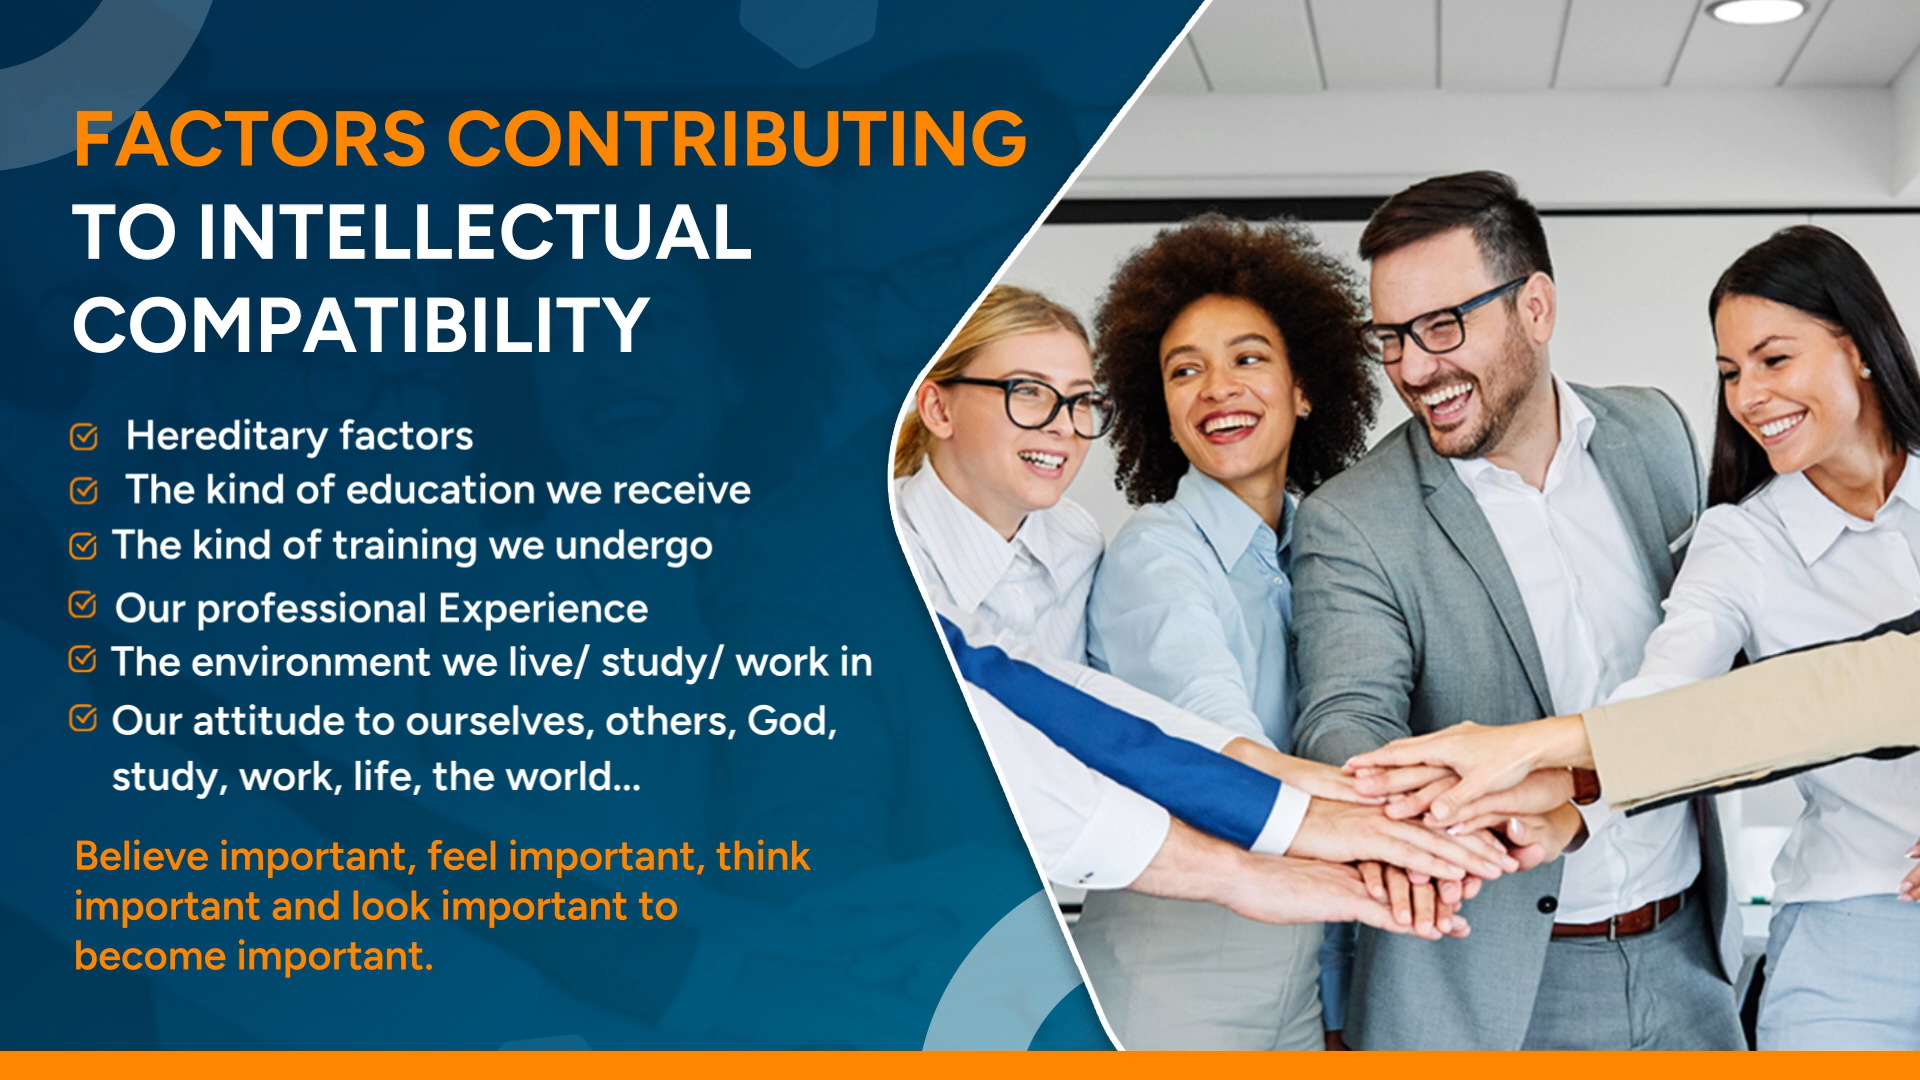 FACTORS CONTRIBUTING
TO INTELLECTUAL
COMPATIBILITY
Hereditary factors
The kind of education we receive
The kind of training we undergo
Our professional Experience
The environment we live/ study/ work in
Our attitude to ourselves, others, God,
study, work, life, the world...
Believe important, feel important, think
important and look important to
become important.